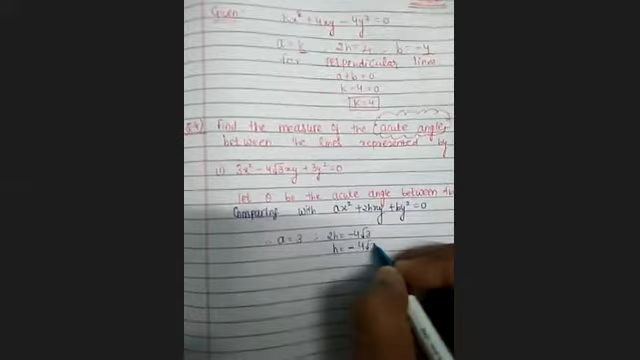 Given:
kx² + 4xy - 4y² = 0
a = k, 2h = 4, b = -4
for perpendicular lines
a + b = 0
k - 4 = 0
k = 4
Find the measure of the (acute angle)
between the lines represented by
3x² - 4√3xy + 3y² = 0
let θ be the acute angle between
Comparing with ax² + 2hxy + by² = 0
∴ a = 3 ; 2h = -4√3
h = - 4√